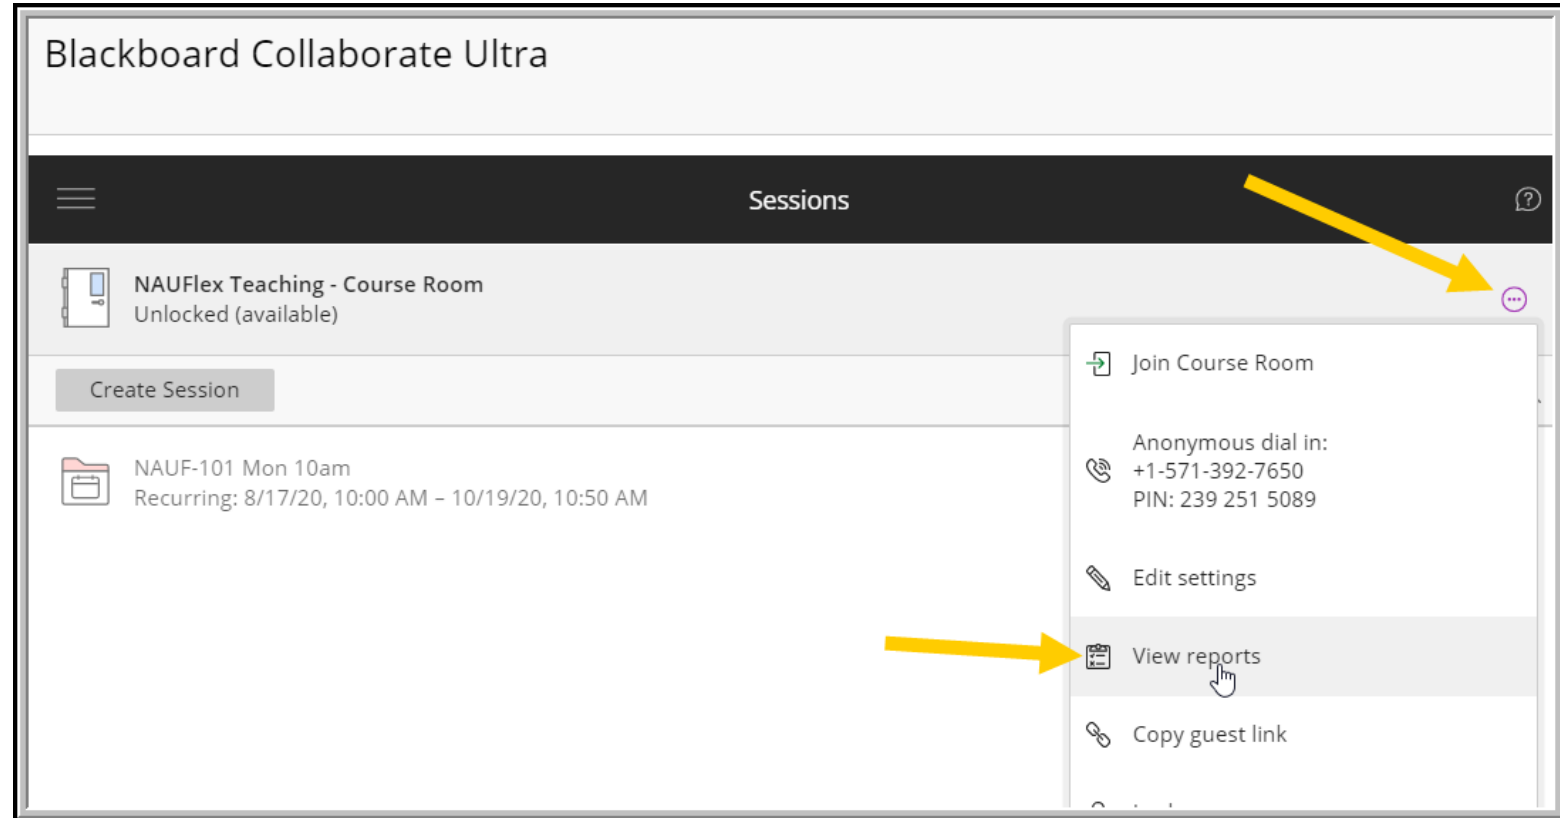 Blackboard Collaborate Ultra
Sessions
NAUFlex Teaching - Course Room
Unlocked (available)
Join Course Room
Create Session
Anonymous dial in:
+1-571-392-7650
PIN: 239 251 5089
NAUF-101 Mon 10am
Recurring: 8/17/20, 10:00 AM – 10/19/20, 10:50 AM
Edit settings
View reports
Copy guest link